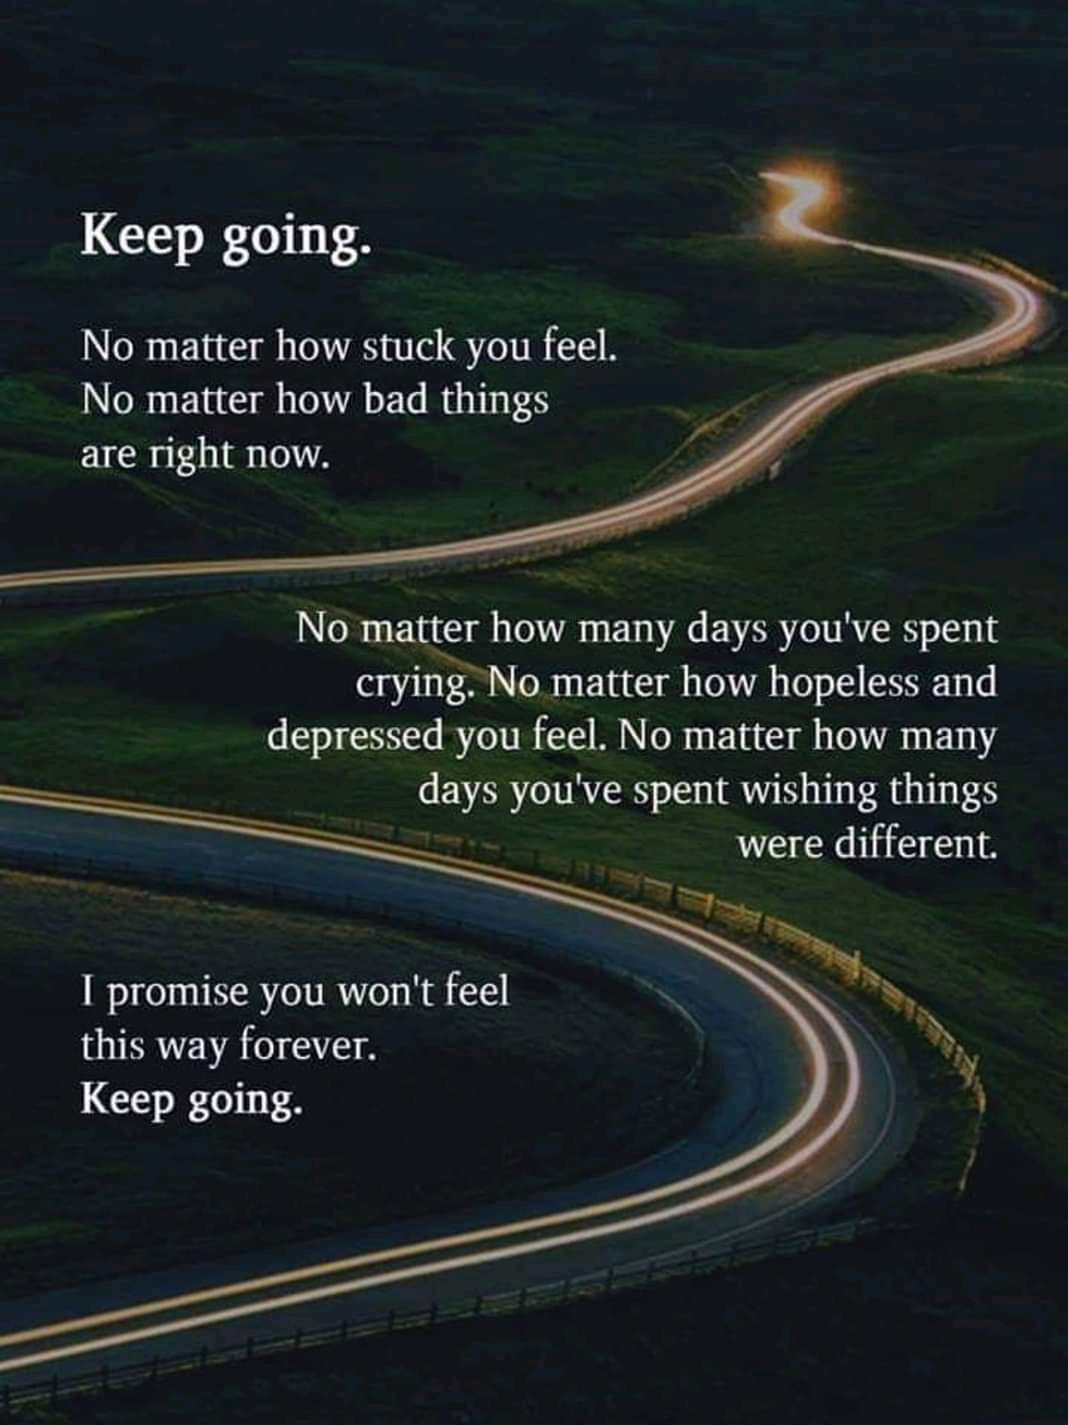 Keep going.
No matter how stuck you feel.
No matter how bad things
are right now.
No matter how many days you've spent
crying. No matter how hopeless and
depressed you feel. No matter how many
days you've spent wishing things
were different.
I promise you won't feel
this way forever.
Keep going.